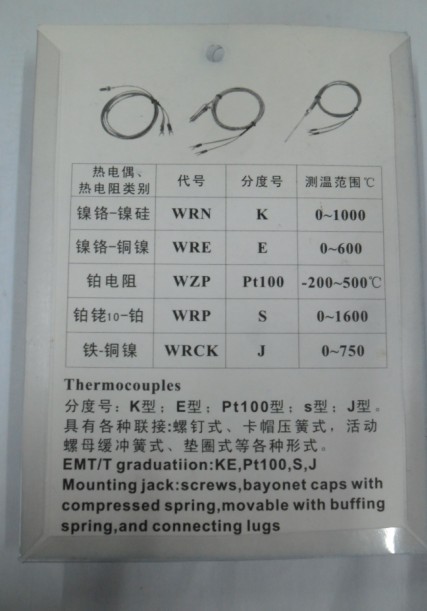 热电偶、
热电阻类别 代号 分度号 测温范围℃
镍铬-镍硅 WRN K 0~1000
镍铬-铜镍 WRE E 0~600
铂电阻 WZP Pt100 -200~500℃
铂铑10-铂 WRP S 0~1600
铁-铜镍 WRCK J 0~750
Thermocouples
分度号：K型；E型；Pt100型；s型；J型。
具有各种联接:螺钉式、卡帽压簧式，活动
螺母缓冲簧式、垫圈式等各种形式。
EMT/T graduatiion:KE,Pt100,S,J
Mounting jack:screws,bayonet caps with
compressed spring,movable with buffing
spring,and connecting lugs